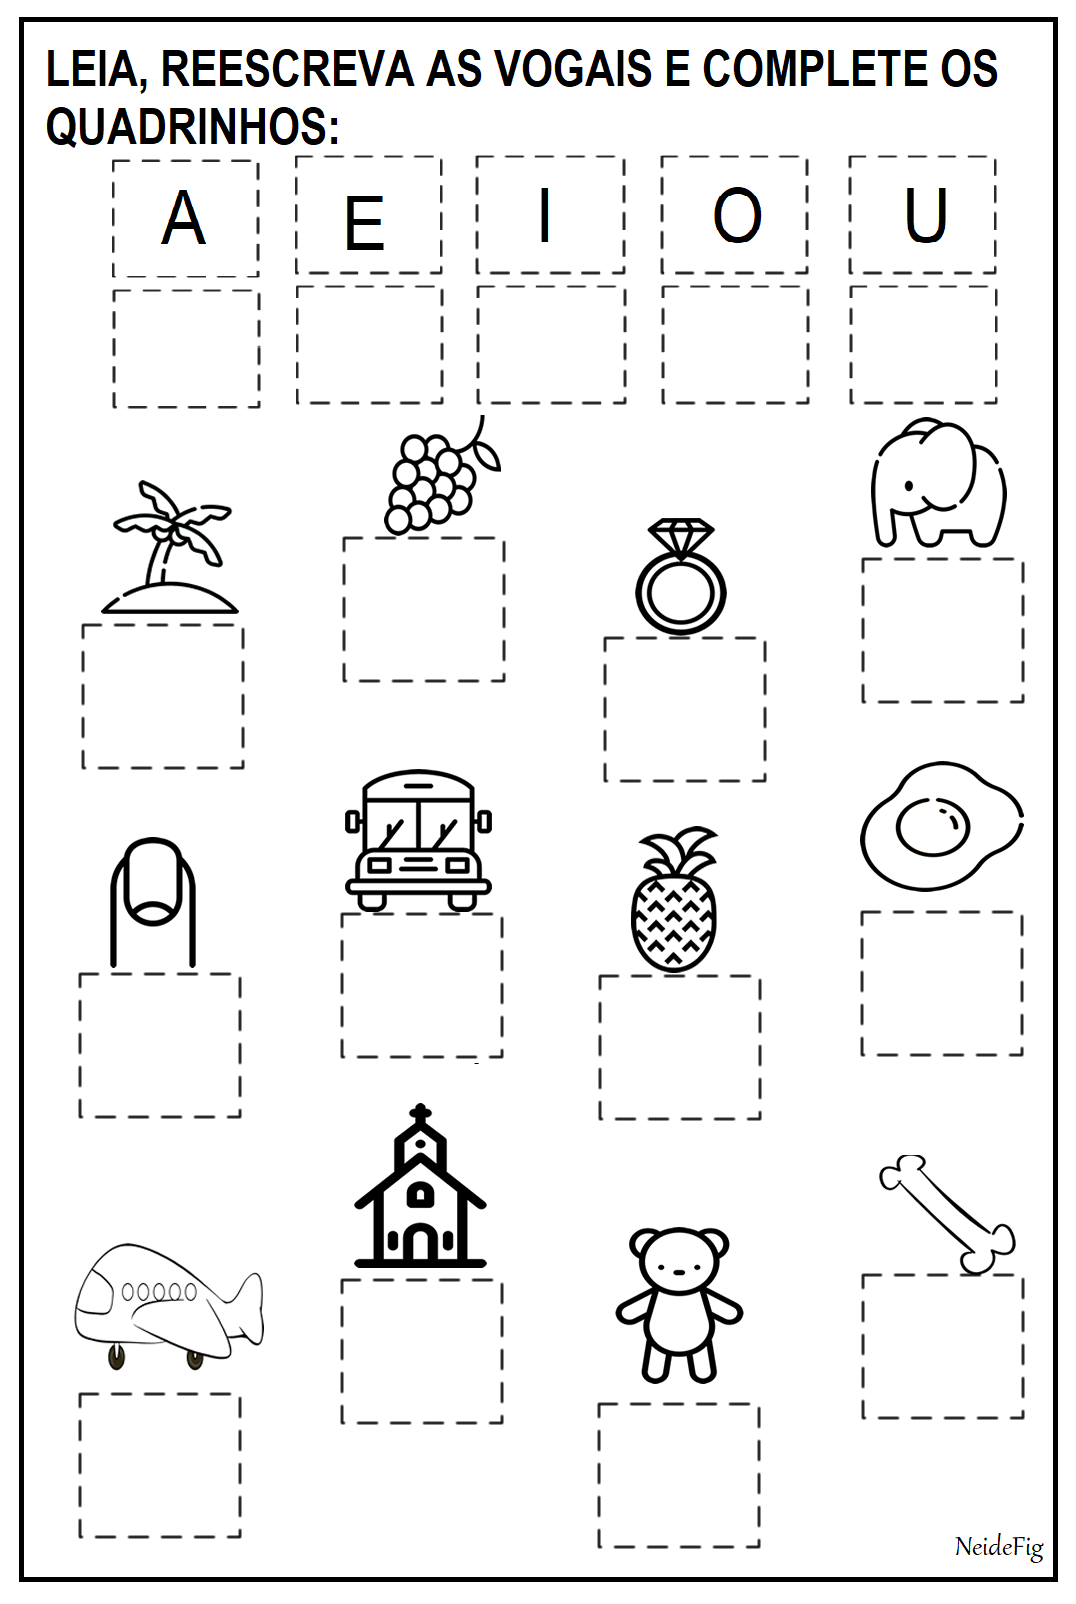 LEIA, REESCREVA AS VOGAIS E COMPLETE OS
QUADRINHOS:
A E I O U
NeideFig